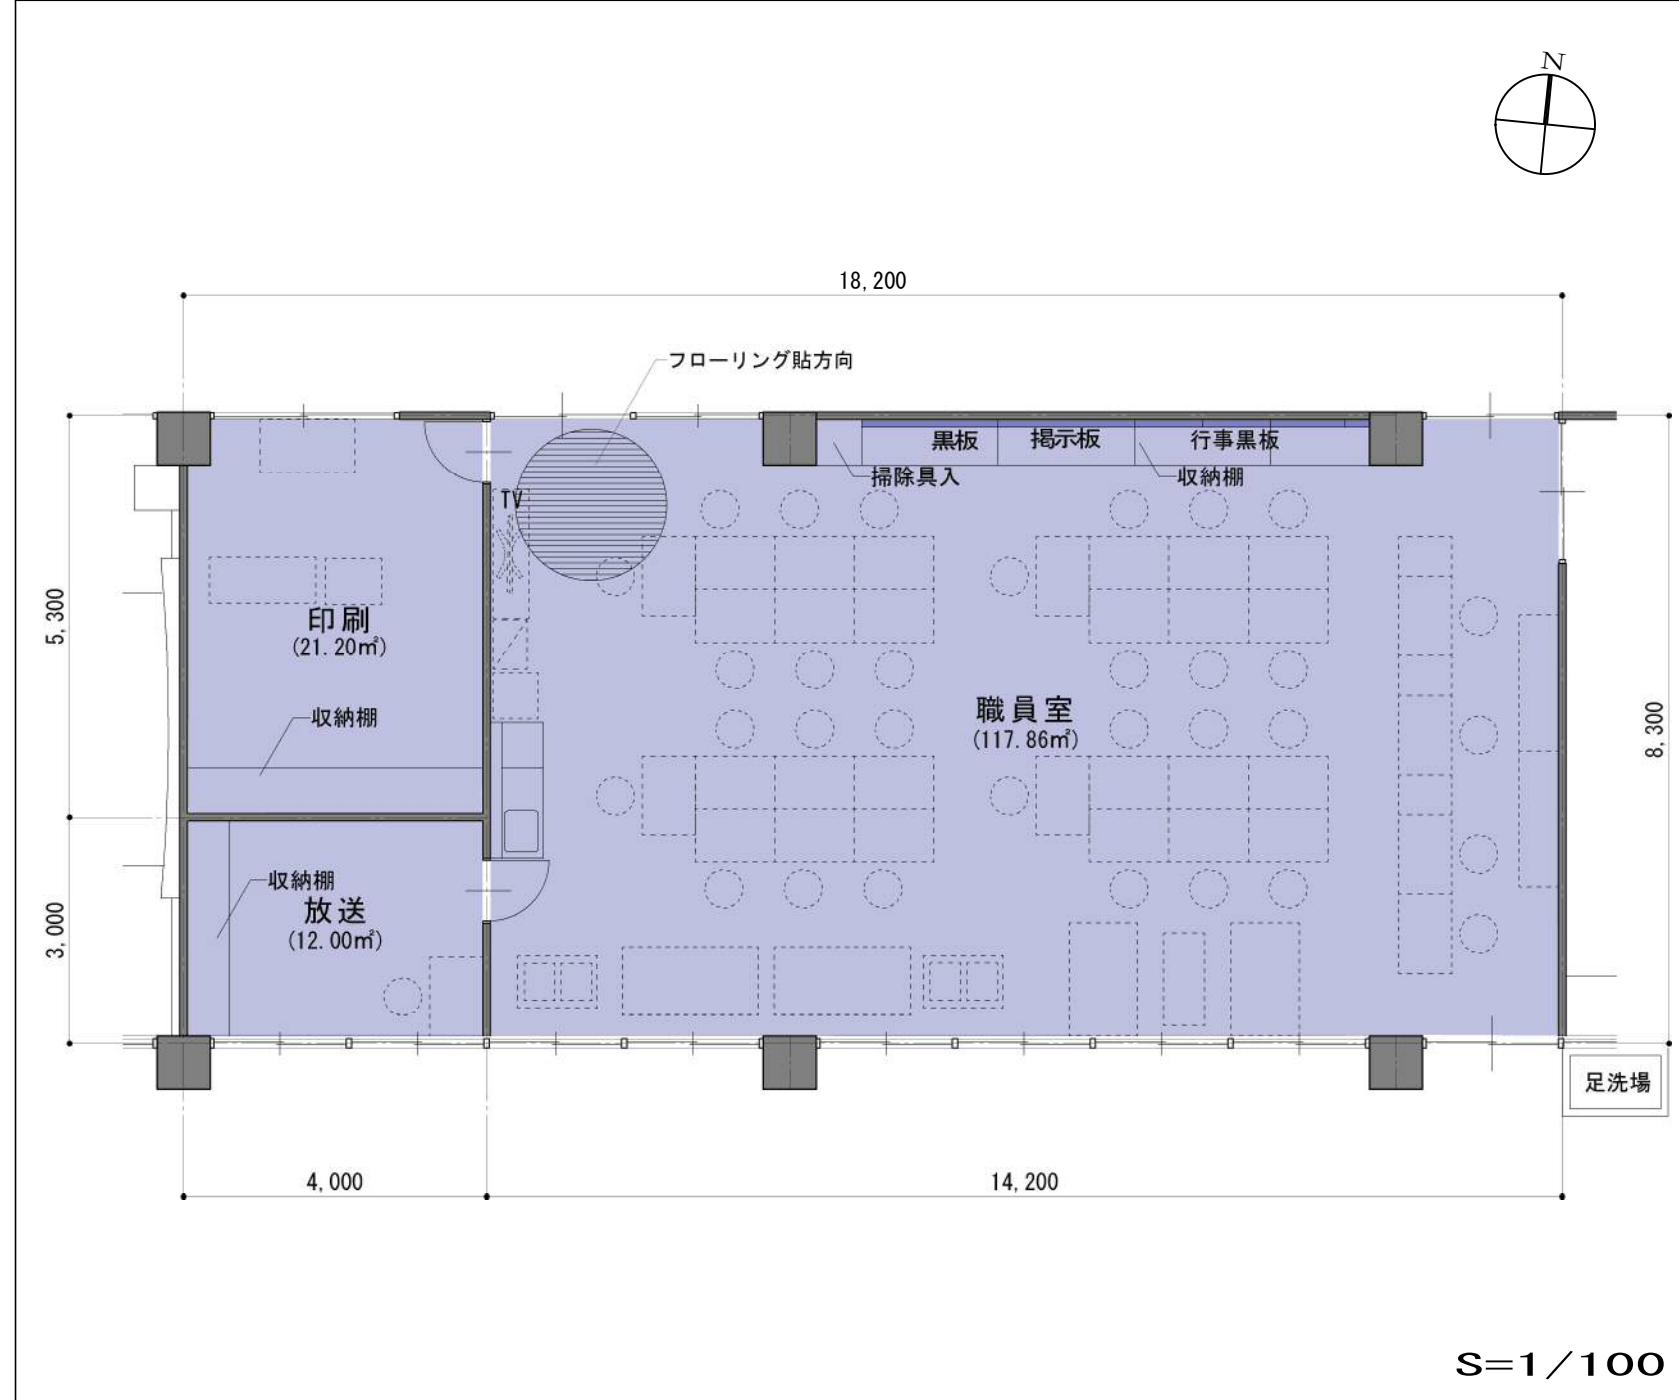 N
18,200
フローリング貼方向
黒板
掲示板
行事黒板
掃除具入
収納棚
TV
5,300
印刷
(21.20㎡)
職員室
(117.86㎡)
8,300
収納棚
収納棚
放送
(12.00㎡)
3,000
足洗場
4,000
14,200
S=1/100